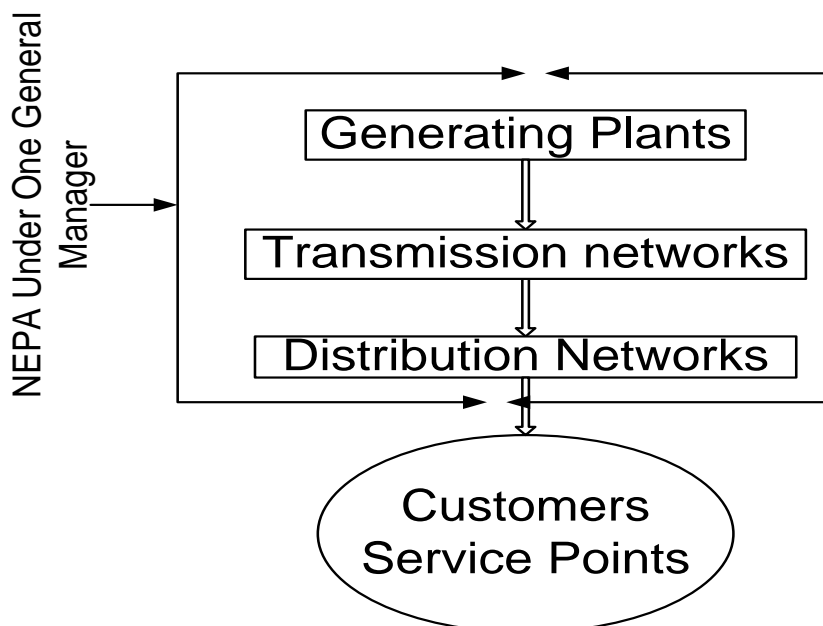 NEPA Under One General
Manager
Generating Plants
Transmission networks
Distribution Networks
Customers
Service Points